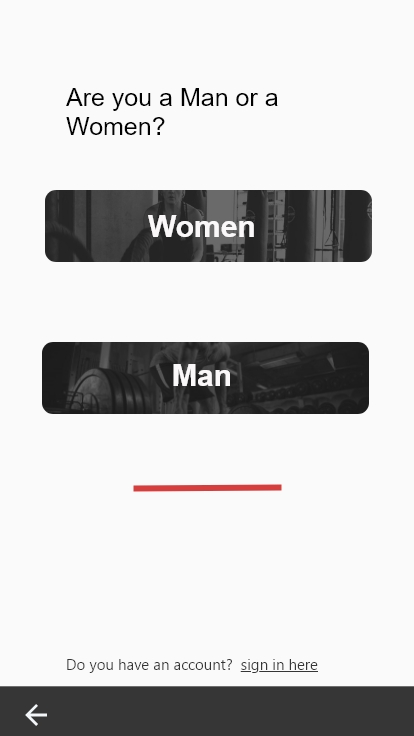 Are you a Man or a
Women?
Women
Man
Do you have an account? sign in here